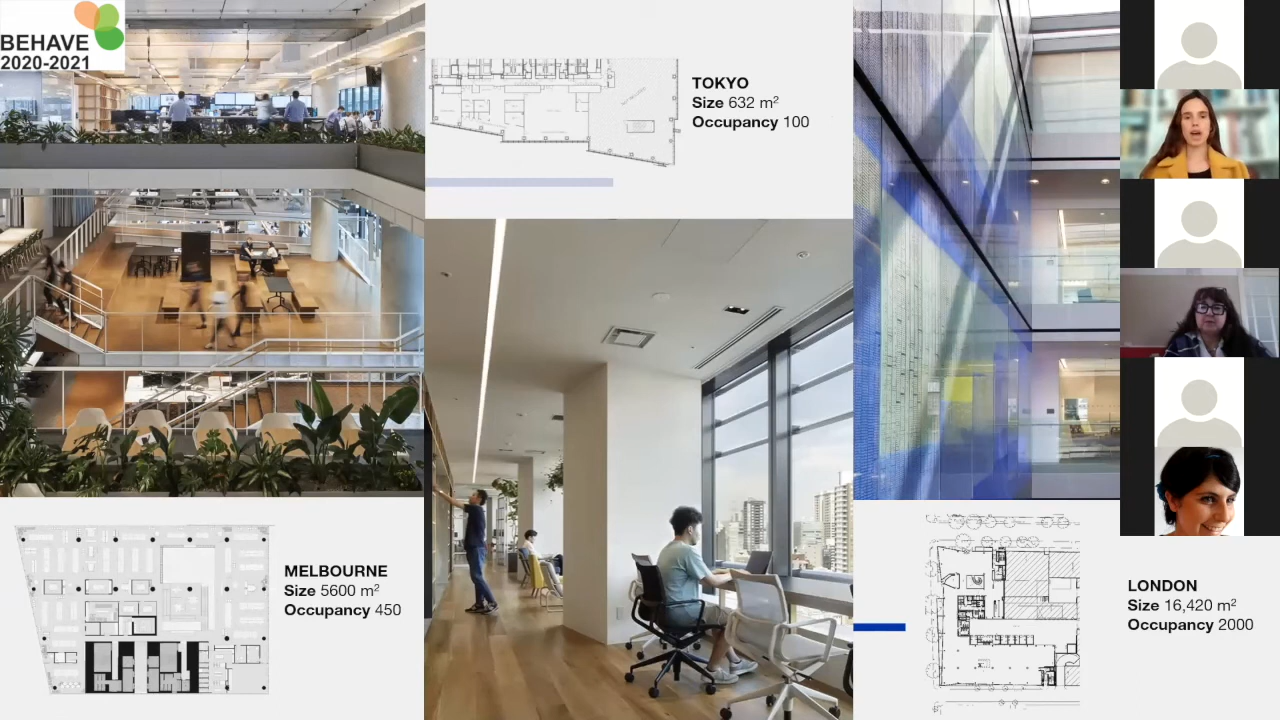 BEHAVE
2020-2021
TOKYO
Size 632 m²
Occupancy 100
MELBOURNE
Size 5600 m²
Occupancy 450
LONDON
Size 16,420 m²
Occupancy 2000